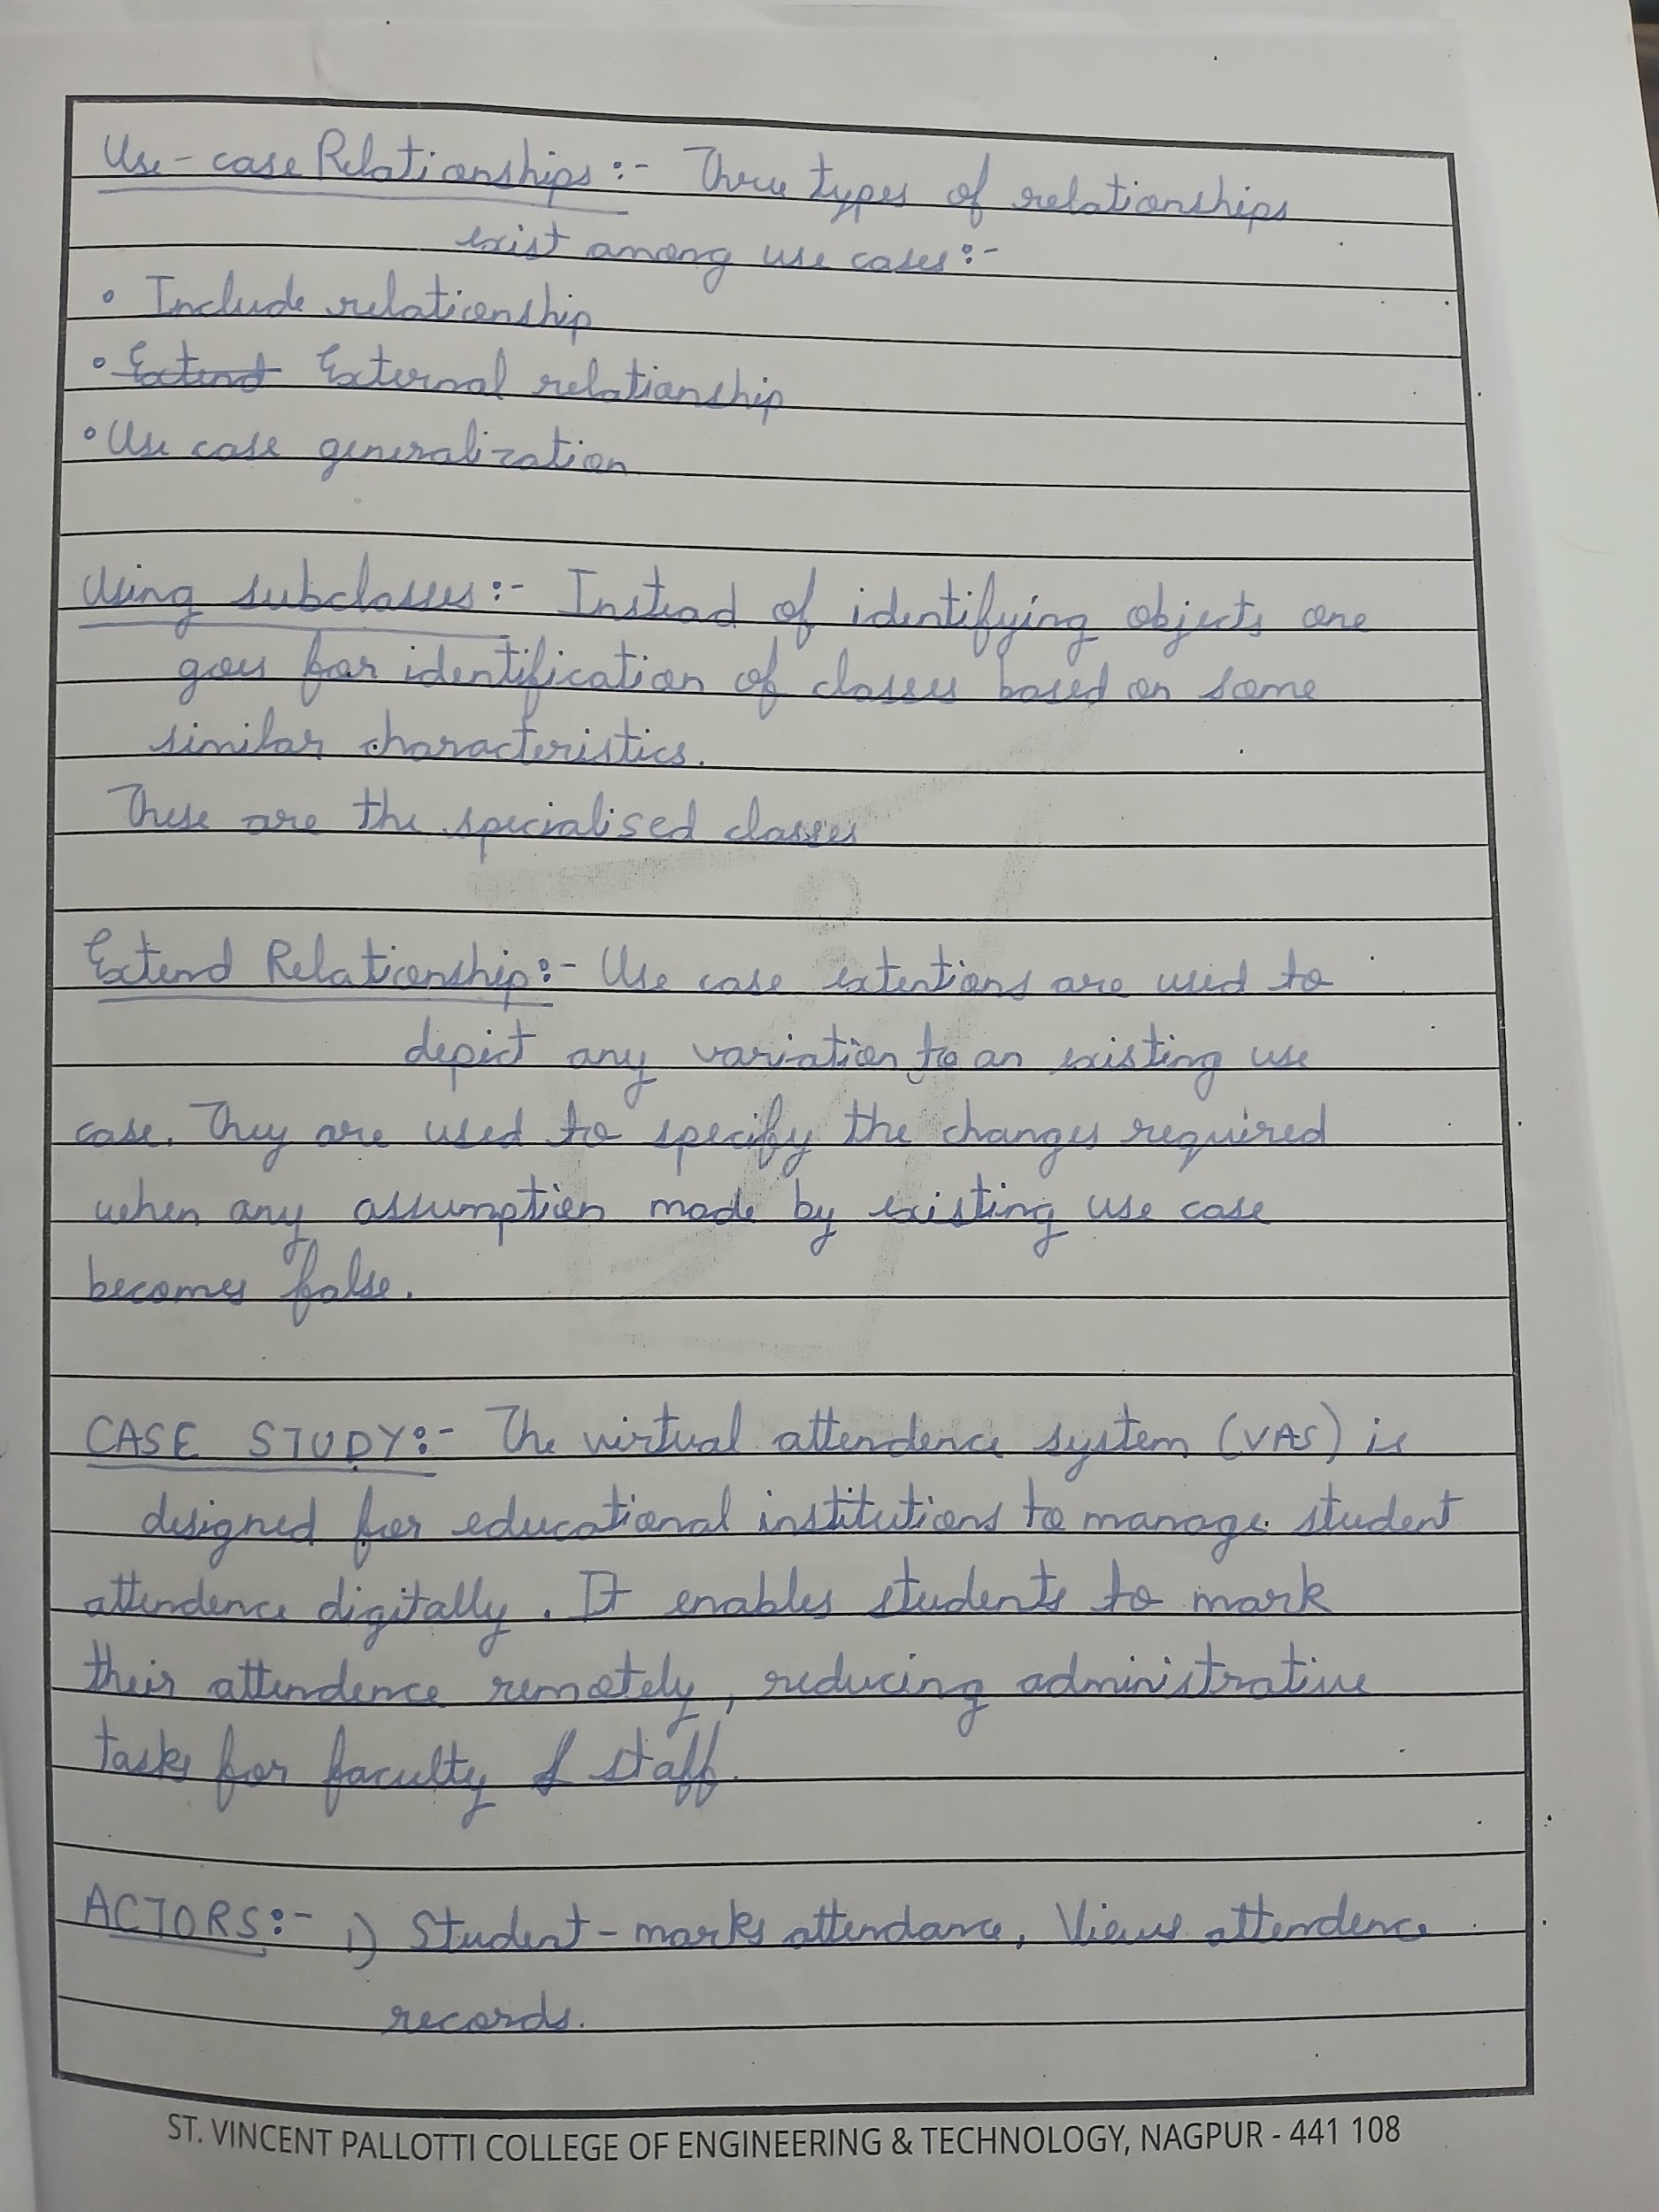 Use-case Relationships :- Three types of relationships
exist among use cases :-
• Include relationship
• Extend External relationship
• Use case generalization
Using subclasses :- Instead of identifying objects one
goes for identification of classes based on some
similar characteristics.
These are the specialised classes
Extend Relationship :- Use case extentions are used to
depict any variation to an existing use
case. They are used to specify the changes required
when any assumption made by existing use case
becomes false.
CASE STUDY :- The virtual attendence system (VAS) is
designed for educational institutions to manage student
attendence digitally. It enables students to mark
their attendence remotely, reducing administrative
tasks for faculty & staff.
ACTORS :- 1) Student - marks attendance, Views attendence
records.
ST. VINCENT PALLOTTI COLLEGE OF ENGINEERING & TECHNOLOGY, NAGPUR - 441 108